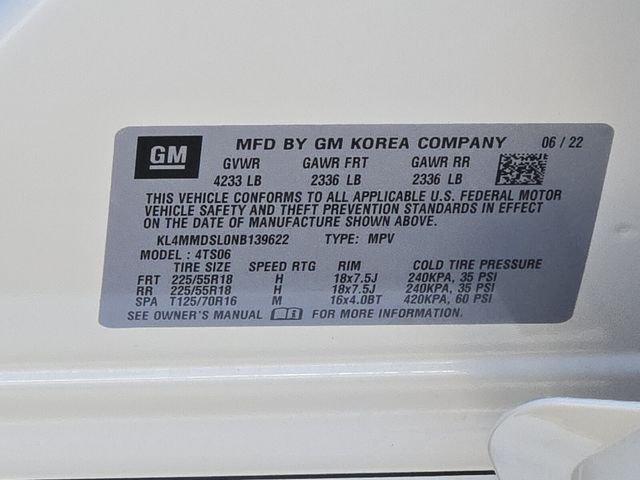 GM MFD BY GM KOREA COMPANY 06 / 22
GVWR GAWR FRT GAWR RR
4233 LB 2336 LB 2336 LB
THIS VEHICLE CONFORMS TO ALL APPLICABLE U.S. FEDERAL MOTOR
VEHICLE SAFETY AND THEFT PREVENTION STANDARDS IN EFFECT
ON THE DATE OF MANUFACTURE SHOWN ABOVE.
KL4MMDSL0NB139622 TYPE: MPV
MODEL : 4TS06
TIRE SIZE SPEED RTG RIM COLD TIRE PRESSURE
FRT 225/55R18 H 18x7.5J 240KPA, 35 PSI
RR 225/55R18 H 18x7.5J 240KPA, 35 PSI
SPA T125/70R16 M 16x4.0BT 420KPA, 60 PSI
SEE OWNER'S MANUAL FOR MORE INFORMATION.